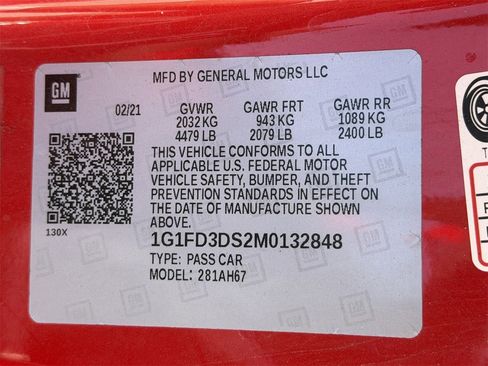 MFD BY GENERAL MOTORS LLC
GM
02/21 GVWR GAWR FRT GAWR RR
2032 KG 943 KG 1089 KG
4479 LB 2079 LB 2400 LB
THIS VEHICLE CONFORMS TO ALL
APPLICABLE U.S. FEDERAL MOTOR
VEHICLE SAFETY, BUMPER, AND THEFT
PREVENTION STANDARDS IN EFFECT ON
THE DATE OF MANUFACTURE SHOWN
ABOVE.
130X
1G1FD3DS2M0132848
TYPE: PASS CAR
MODEL: 281AH67